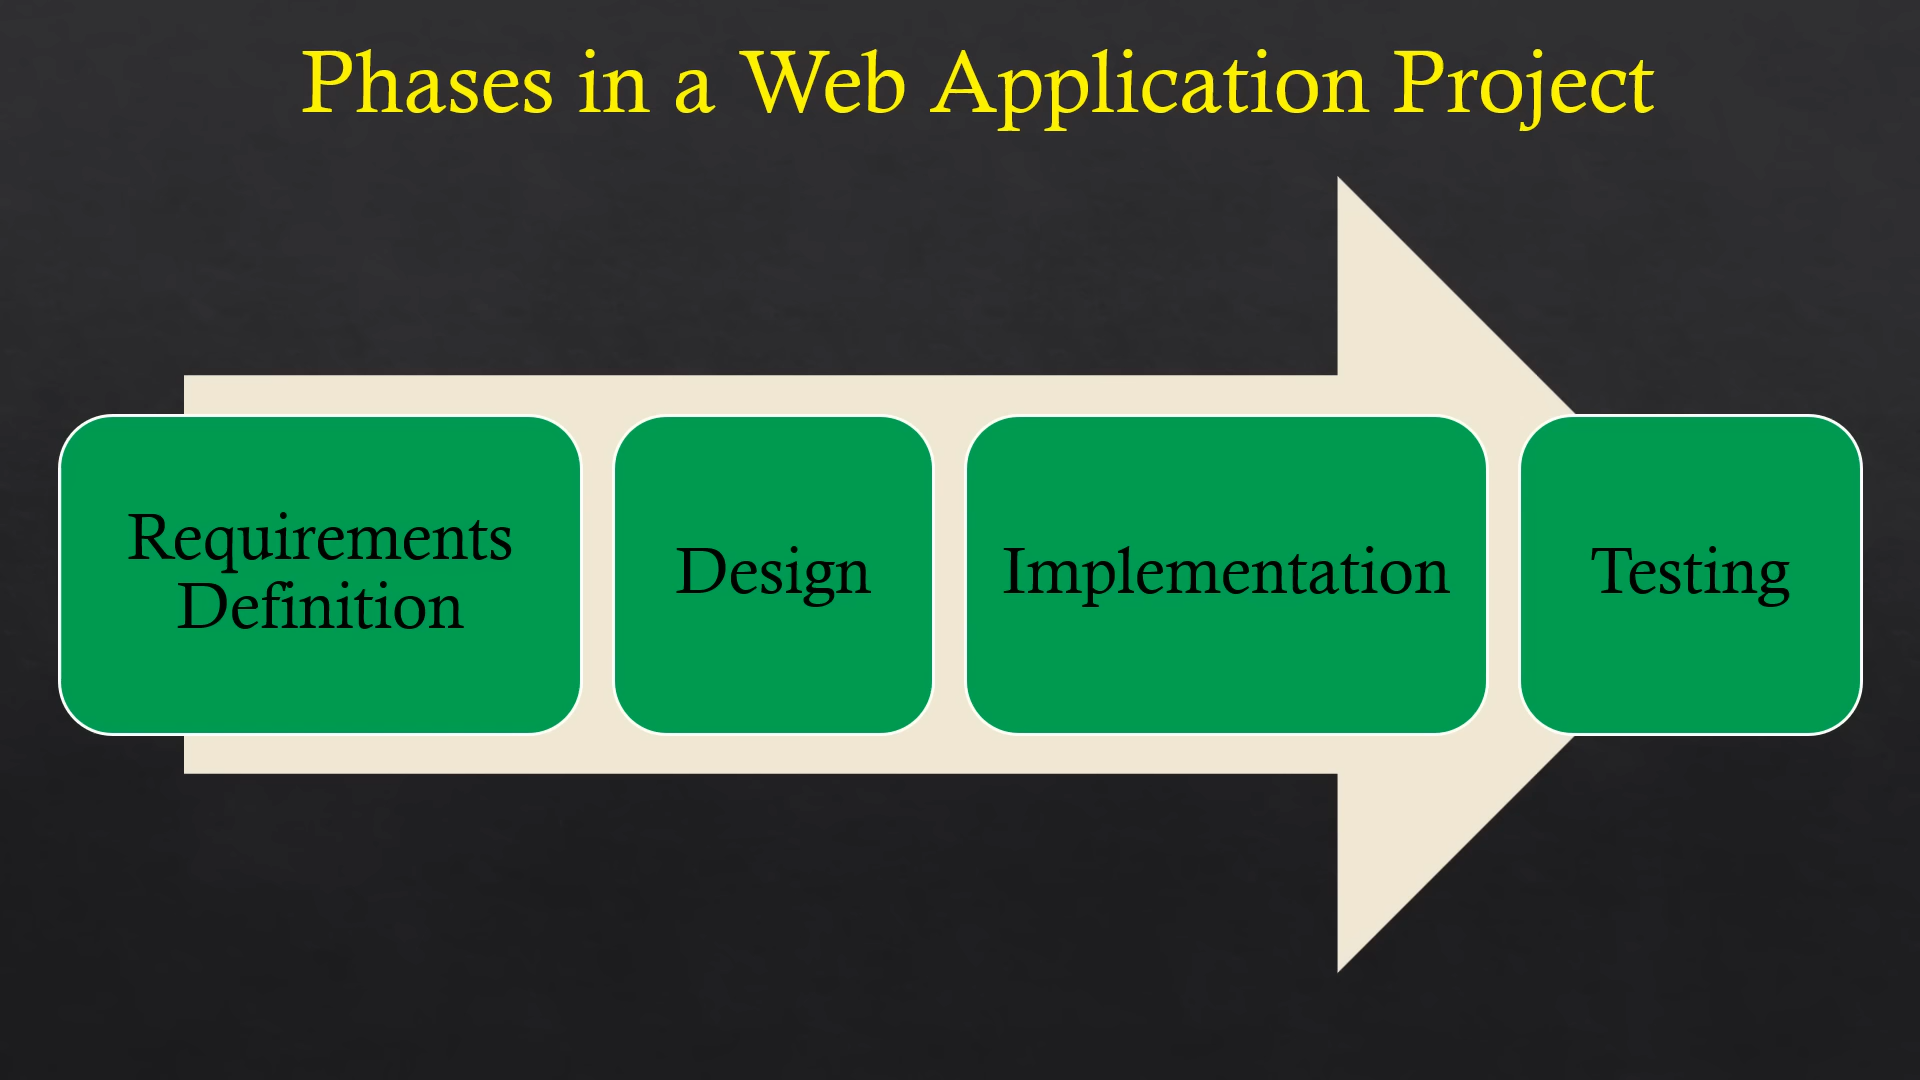 Phases in a Web Application Project
Requirements
Definition
Design
Implementation
Testing